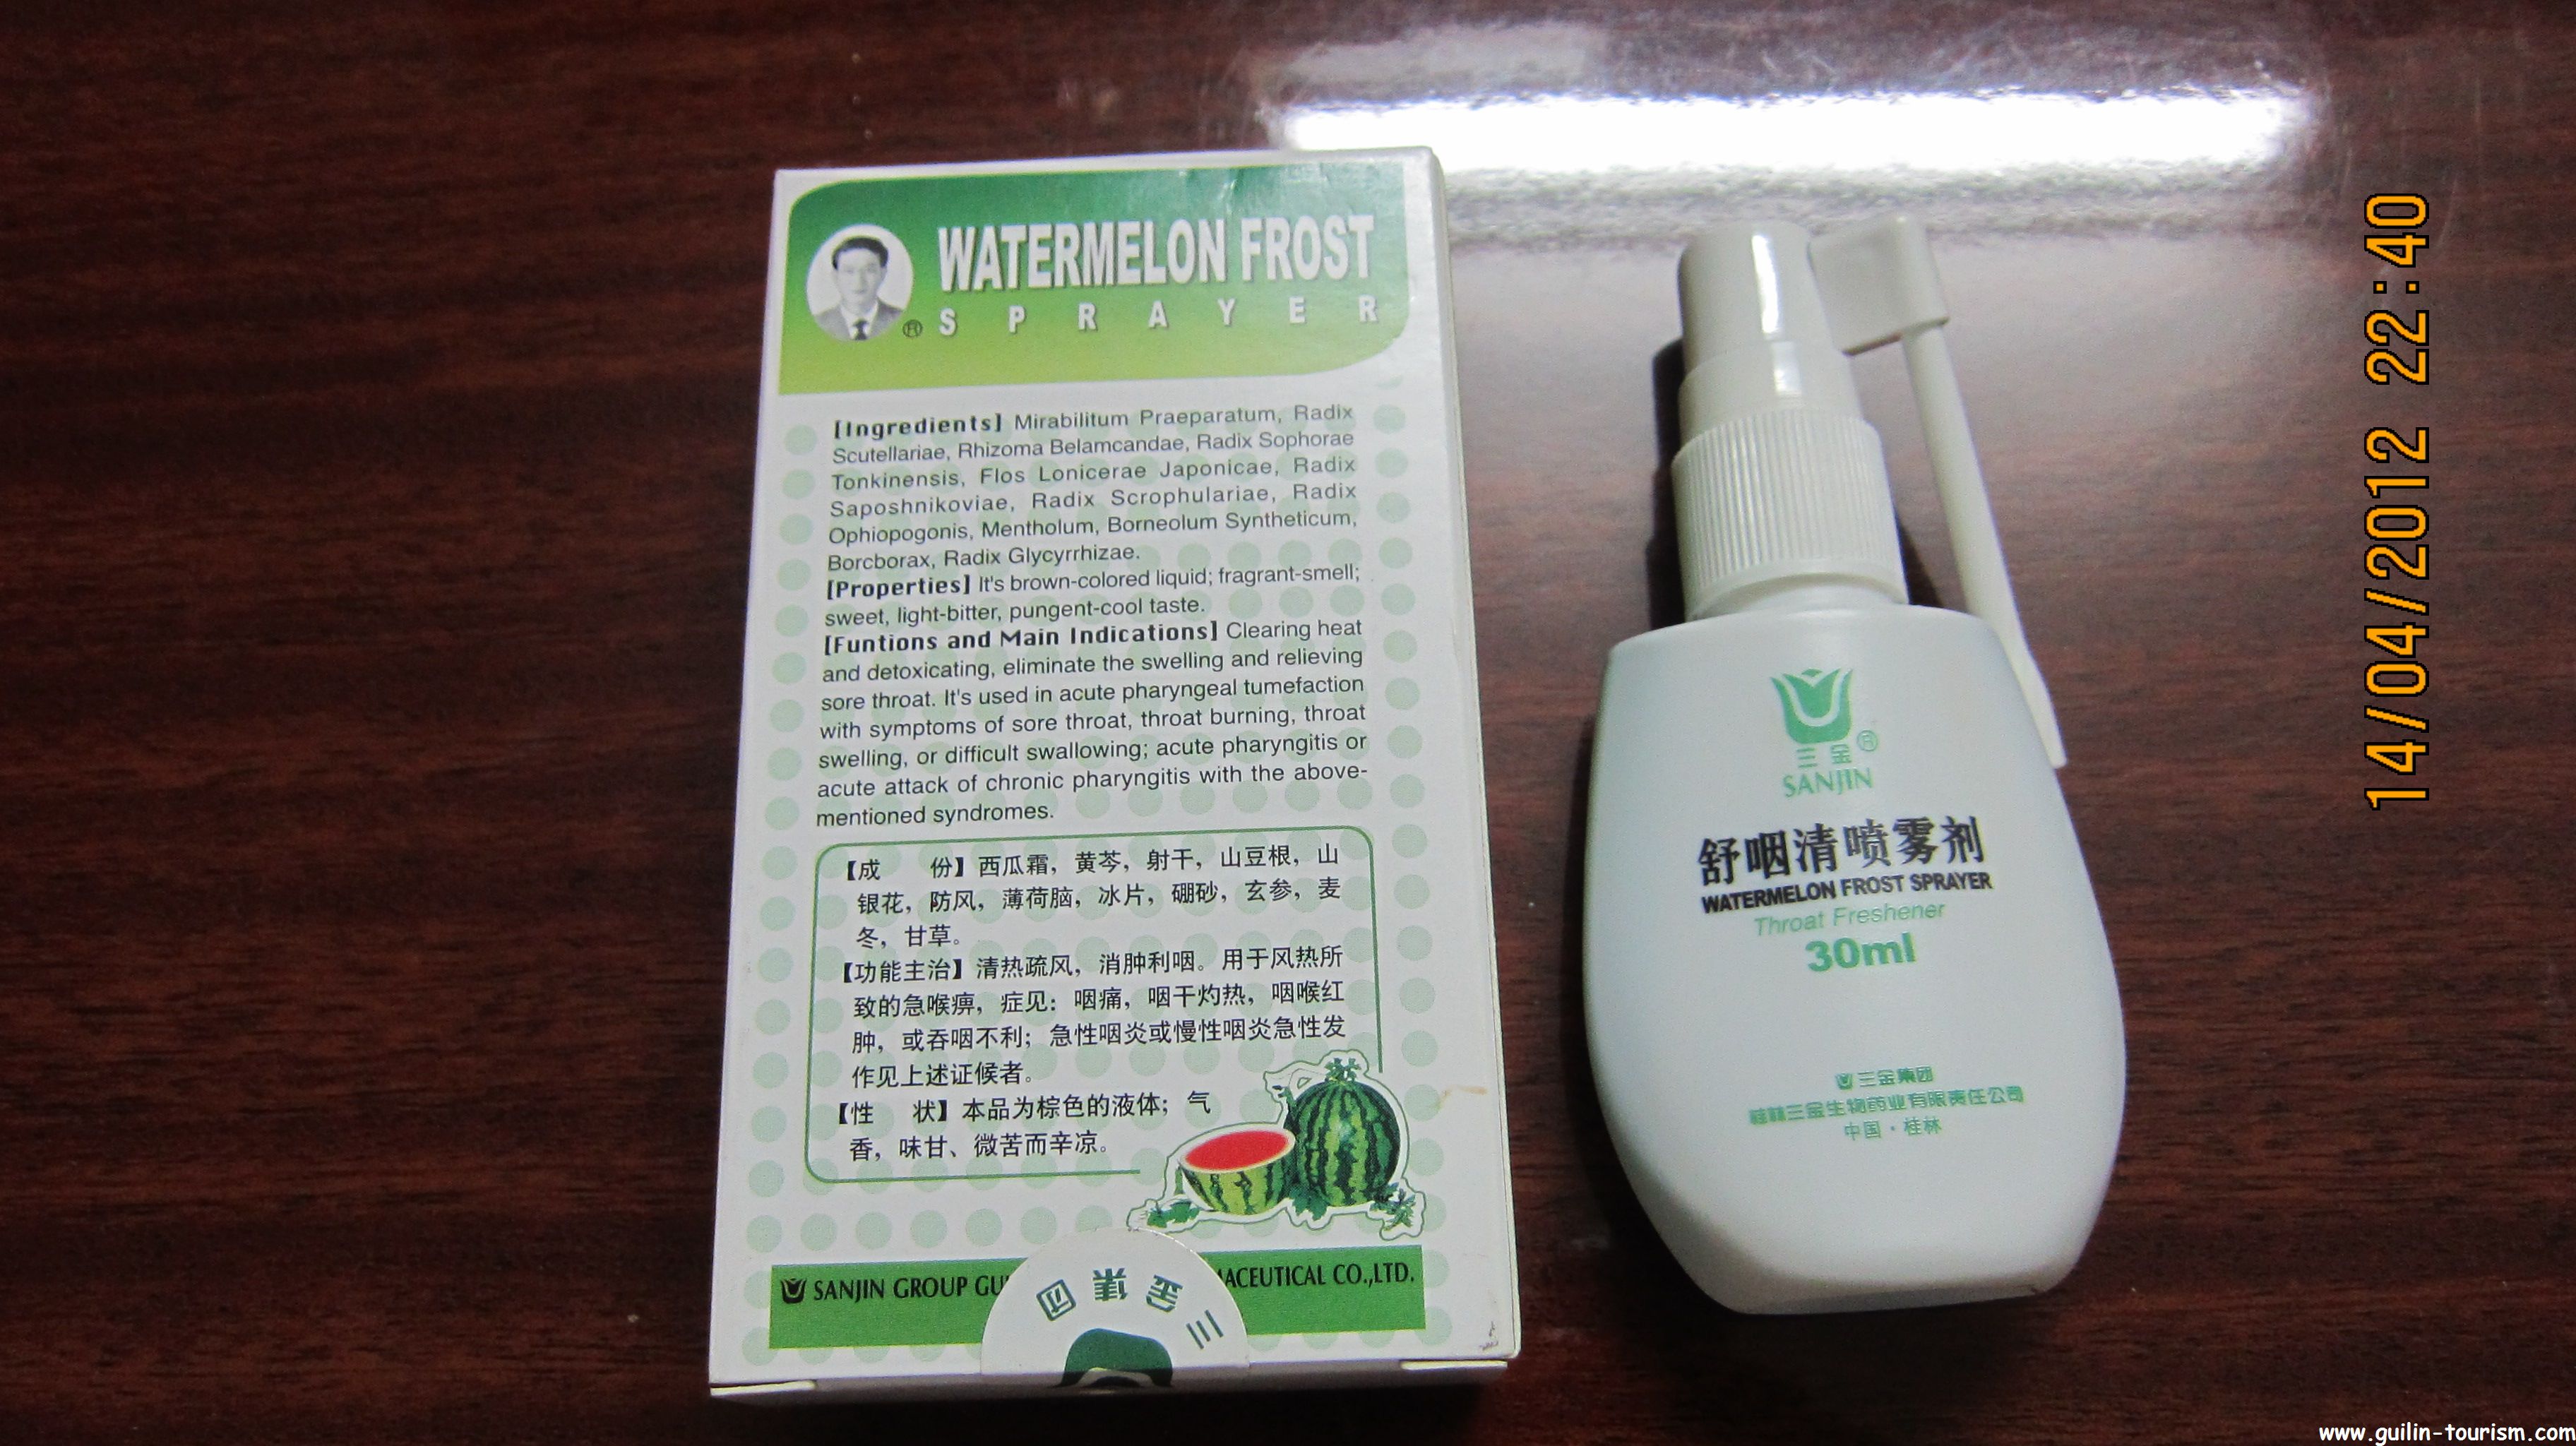 WATERMELON FROST
®
SPRAYER
[Ingredients] Mirabilitum Praeparatum, Radix
Scutellariae, Rhizoma Belamcandae, Radix Sophorae
Tonkinensis, Flos Lonicerae Japonicae, Radix
Saposhnikoviae, Radix Scrophulariae, Radix
Ophiopogonis, Mentholum, Borneolum Syntheticum,
Borcborax, Radix Glycyrrhizae.
[Properties] It's brown-colored liquid; fragrant-smell;
sweet, light-bitter, pungent-cool taste.
[Funtions and Main Indications] Clearing heat
and detoxicating, eliminate the swelling and relieving
sore throat. It's used in acute pharyngeal tumefaction
with symptoms of sore throat, throat burning, throat
swelling, or difficult swallowing; acute pharyngitis or
acute attack of chronic pharyngitis with the above-
mentioned syndromes.
【成 份】西瓜霜，黄芩，射干，山豆根，山
银花，防风，薄荷脑，冰片，硼砂，玄参，麦
冬，甘草。
【功能主治】清热疏风，消肿利咽。用于风热所
致的急喉痹，症见：咽痛，咽干灼热，咽喉红
肿，或吞咽不利；急性咽炎或慢性咽炎急性发
作见上述证候者。
【性 状】本品为棕色的液体；气
香，味甘、微苦而辛凉。
SANJIN GROUP ACEUTICAL CO.,LTD.
三金集团
三金®
SANJIN
舒咽清喷雾剂
WATERMELON FROST SPRAYER
Throat Freshener
30ml
三金集团
桂林三金生物药业有限责任公司
中国·桂林
14/04/2012 22:40
www.guilin-tourism.com